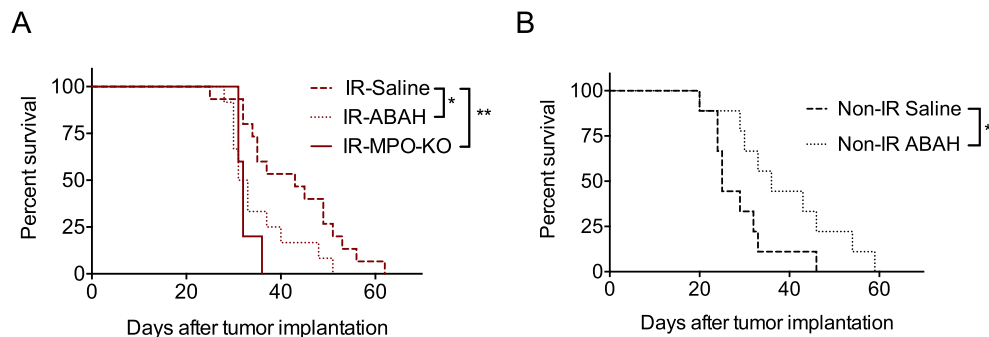 A
Percent survival
100
75
50
25
0
0 20 40 60
Days after tumor implantation
IR-Saline
IR-ABAH
IR-MPO-KO
*
**
B
Percent survival
100
75
50
25
0
0 20 40 60
Days after tumor implantation
Non-IR Saline
Non-IR ABAH
*